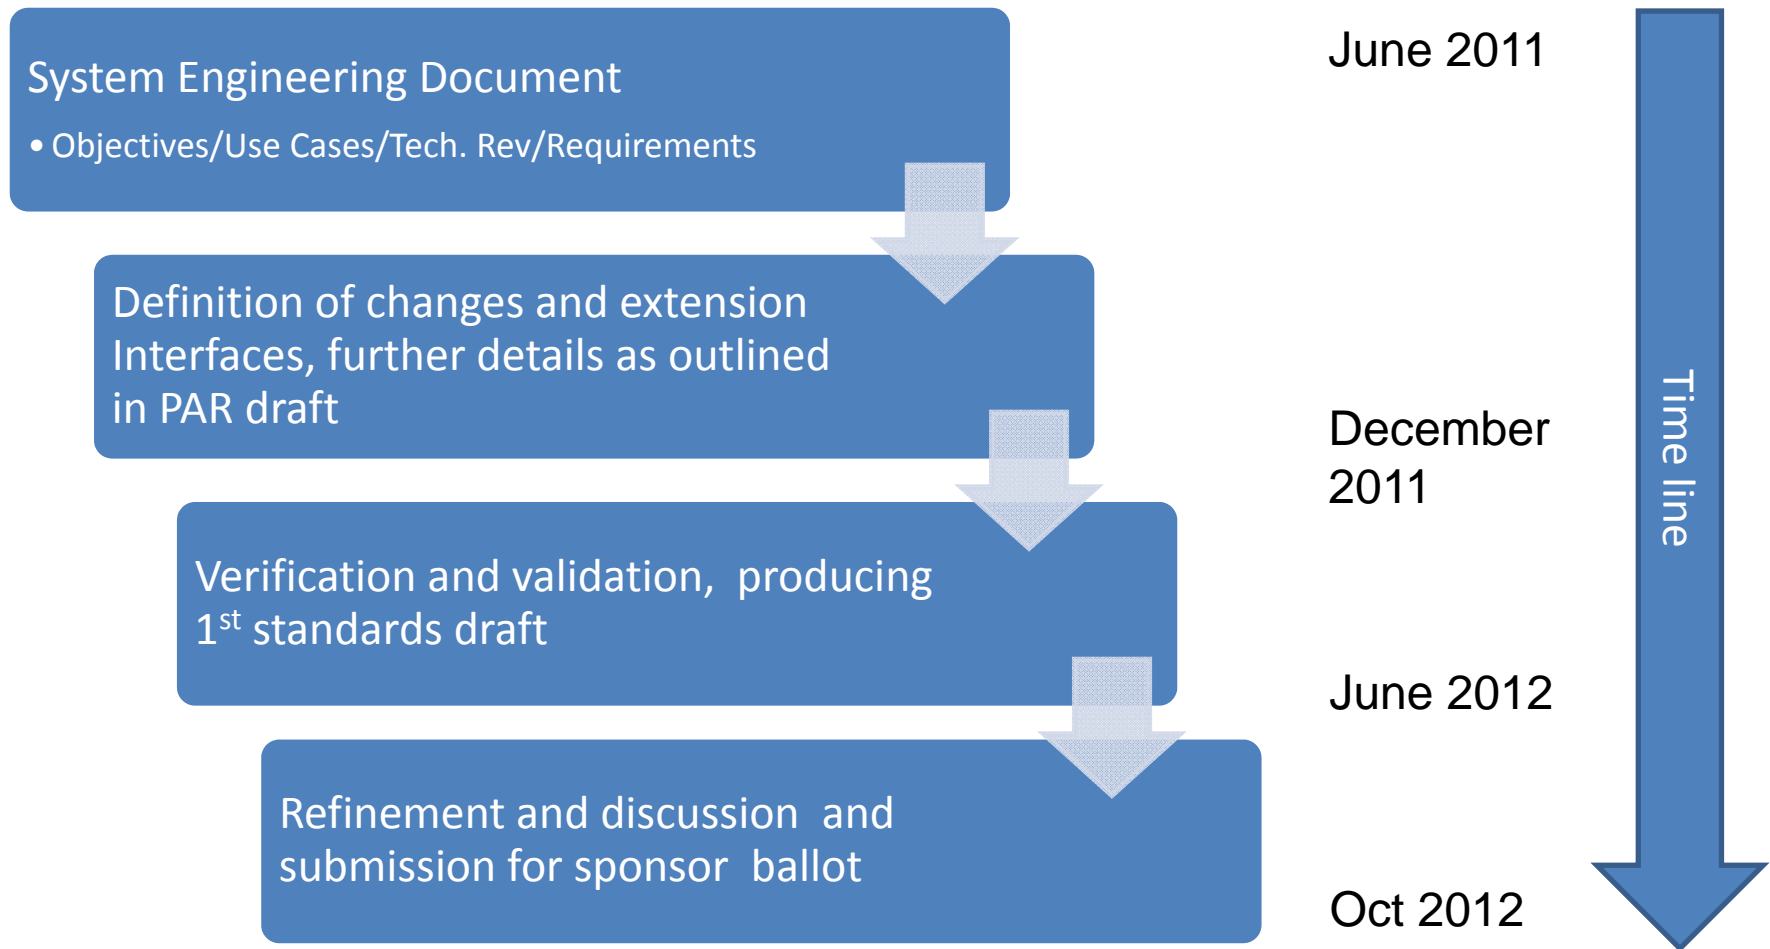 System Engineering Document
• Objectives/Use Cases/Tech. Rev/Requirements
June 2011
Definition of changes and extension
Interfaces, further details as outlined
in PAR draft
December
2011
Verification and validation,  producing
1st standards draft
June 2012
Refinement and discussion  and
submission for sponsor  ballot
Oct 2012
Time line